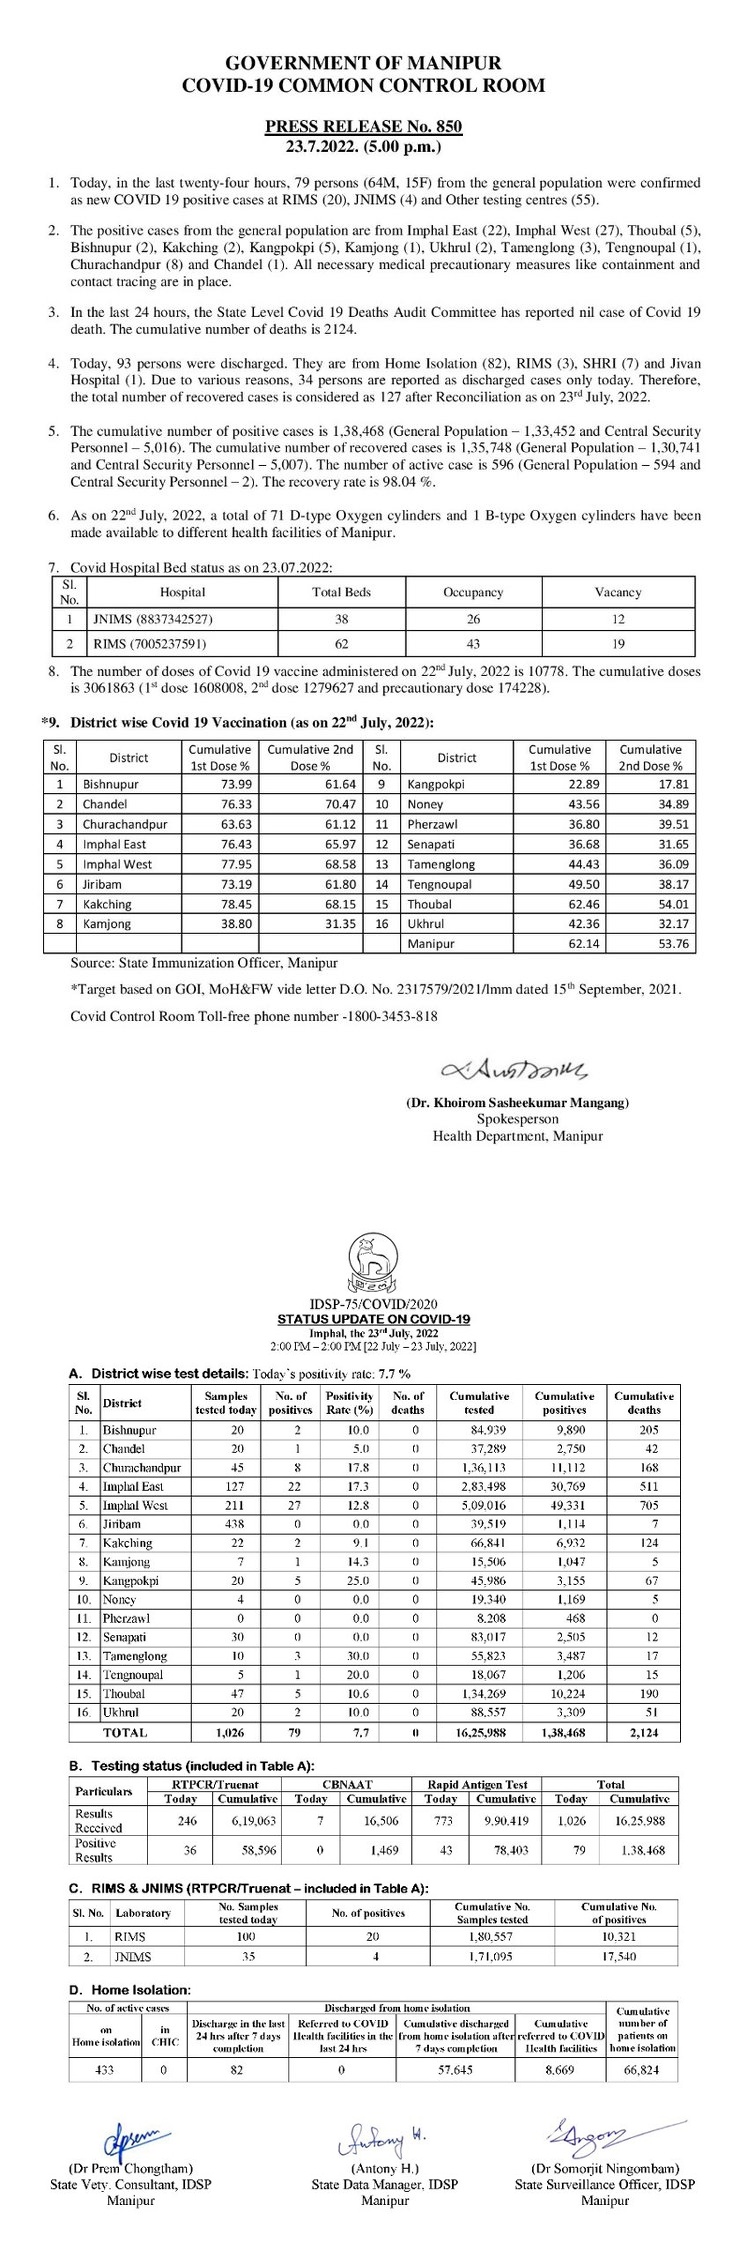 GOVERNMENT OF MANIPUR
COVID-19 COMMON CONTROL ROOM
PRESS RELEASE No. 850
23.7.2022. (5.00 p.m.)
1. Today, in the last twenty-four hours, 79 persons (64M, 15F) from the general population were confirmed
as new COVID 19 positive cases at RIMS (20), JNIMS (4) and Other testing centres (55).
2. The positive cases from the general population are from Imphal East (22), Imphal West (27), Thoubal (5),
Bishnupur (2), Kakching (2), Kangpokpi (5), Kamjong (1), Ukhrul (2), Tamenglong (3), Tengnoupal (1),
Churachandpur (8) and Chandel (1). All necessary medical precautionary measures like containment and
contact tracing are in place.
3. In the last 24 hours, the State Level Covid 19 Deaths Audit Committee has reported nil case of Covid 19
death. The cumulative number of deaths is 2124.
4. Today, 93 persons were discharged. They are from Home Isolation (82), RIMS (3), SHRI (7) and Jivan
Hospital (1). Due to various reasons, 34 persons are reported as discharged cases only today. Therefore,
the total number of recovered cases is considered as 127 after Reconciliation as on 23rd July, 2022.
5. The cumulative number of positive cases is 1,38,468 (General Population – 1,33,452 and Central Security
Personnel – 5,016). The cumulative number of recovered cases is 1,35,748 (General Population – 1,30,741
and Central Security Personnel – 5,007). The number of active case is 596 (General Population – 594 and
Central Security Personnel – 2). The recovery rate is 98.04 %.
6. As on 22nd July, 2022, a total of 71 D-type Oxygen cylinders and 1 B-type Oxygen cylinders have been
made available to different health facilities of Manipur.
7. Covid Hospital Bed status as on 23.07.2022:
Sl. No. Hospital Total Beds Occupancy Vacancy
1 JNIMS (8837342527) 38 26 12
2 RIMS (7005237591) 62 43 19
8. The number of doses of Covid 19 vaccine administered on 22nd July, 2022 is 10778. The cumulative doses
is 3061863 (1st dose 1608008, 2nd dose 1279627 and precautionary dose 174228).
*9. District wise Covid 19 Vaccination (as on 22nd July, 2022):
Sl. No. District Cumulative 1st Dose % Cumulative 2nd Dose % Sl. No. District Cumulative 1st Dose % Cumulative 2nd Dose %
1 Bishnupur 73.99 61.64 9 Kangpokpi 22.89 17.81
2 Chandel 76.33 70.47 10 Noney 43.56 34.89
3 Churachandpur 63.63 61.12 11 Pherzawl 36.80 39.51
4 Imphal East 76.43 65.97 12 Senapati 36.68 31.65
5 Imphal West 77.95 68.58 13 Tamenglong 44.43 36.09
6 Jiribam 73.19 61.80 14 Tengnoupal 49.50 38.17
7 Kakching 78.45 68.15 15 Thoubal 62.46 54.01
8 Kamjong 38.80 31.35 16 Ukhrul 42.36 32.17
Manipur 62.14 53.76
Source: State Immunization Officer, Manipur
*Target based on GOI, MoH&FW vide letter D.O. No. 2317579/2021/Imm dated 15th September, 2021.
Covid Control Room Toll-free phone number -1800-3453-818
(Dr. Khoirom Sasheekumar Mangang)
Spokesperson
Health Department, Manipur
IDSP-75/COVID/2020
STATUS UPDATE ON COVID-19
Imphal, the 23rd July, 2022
2:00 PM – 2:00 PM [22 July – 23 July, 2022]
A. District wise test details: Today's positivity rate: 7.7 %
Sl. No. District Samples tested today No. of positives Positivity Rate (%) No. of deaths Cumulative tested Cumulative positives Cumulative deaths
1. Bishnupur 20 2 10.0 0 84,939 9,890 205
2. Chandel 20 1 5.0 0 37,289 2,750 42
3. Churachandpur 45 8 17.8 0 1,36,113 11,112 168
4. Imphal East 127 22 17.3 0 2,83,498 30,769 511
5. Imphal West 211 27 12.8 0 5,09,016 49,331 705
6. Jiribam 438 0 0.0 0 39,519 1,114 7
7. Kakching 22 2 9.1 0 66,841 6,932 124
8. Kamjong 7 1 14.3 0 15,506 1,047 5
9. Kangpokpi 20 5 25.0 0 45,986 3,155 67
10. Noney 4 0 0.0 0 19,340 1,169 5
11. Pherzawl 0 0 0.0 0 8,208 468 0
12. Senapati 30 0 0.0 0 83,017 2,505 12
13. Tamenglong 10 3 30.0 0 55,823 3,487 17
14. Tengnoupal 5 1 20.0 0 18,067 1,206 15
15. Thoubal 47 5 10.6 0 1,34,269 10,224 190
16. Ukhrul 20 2 10.0 0 88,557 3,309 51
TOTAL 1,026 79 7.7 0 16,25,988 1,38,468 2,124
B. Testing status (included in Table A):
Particulars RTPCR/Truenat CBNAAT Rapid Antigen Test Total
Today Cumulative Today Cumulative Today Cumulative Today Cumulative
Results Received 246 6,19,063 7 16,506 773 9,90,419 1,026 16,25,988
Positive Results 36 58,596 0 1,469 43 78,403 79 1,38,468
C. RIMS & JNIMS (RTPCR/Truenat – included in Table A):
Sl. No. Laboratory No. Samples tested today No. of positives Cumulative No. Samples tested Cumulative No. of positives
1. RIMS 100 20 1,80,557 10,321
2. JNIMS 35 4 1,71,095 17,540
D. Home Isolation:
No. of active cases Discharged from home isolation Cumulative number of patients on home isolation
on Home isolation in CHIC Discharge in the last 24 hrs after 7 days completion Referred to COVID Health facilities in the last 24 hrs Cumulative discharged from home isolation after 7 days completion Cumulative referred to COVID Health facilities
433 0 82 0 57,645 8,669 66,824
Antony H.
(Dr Prem Chongtham) (Antony H.) (Dr Somorjit Ningombam)
State Vety. Consultant, IDSP State Data Manager, IDSP State Surveillance Officer, IDSP
Manipur Manipur Manipur